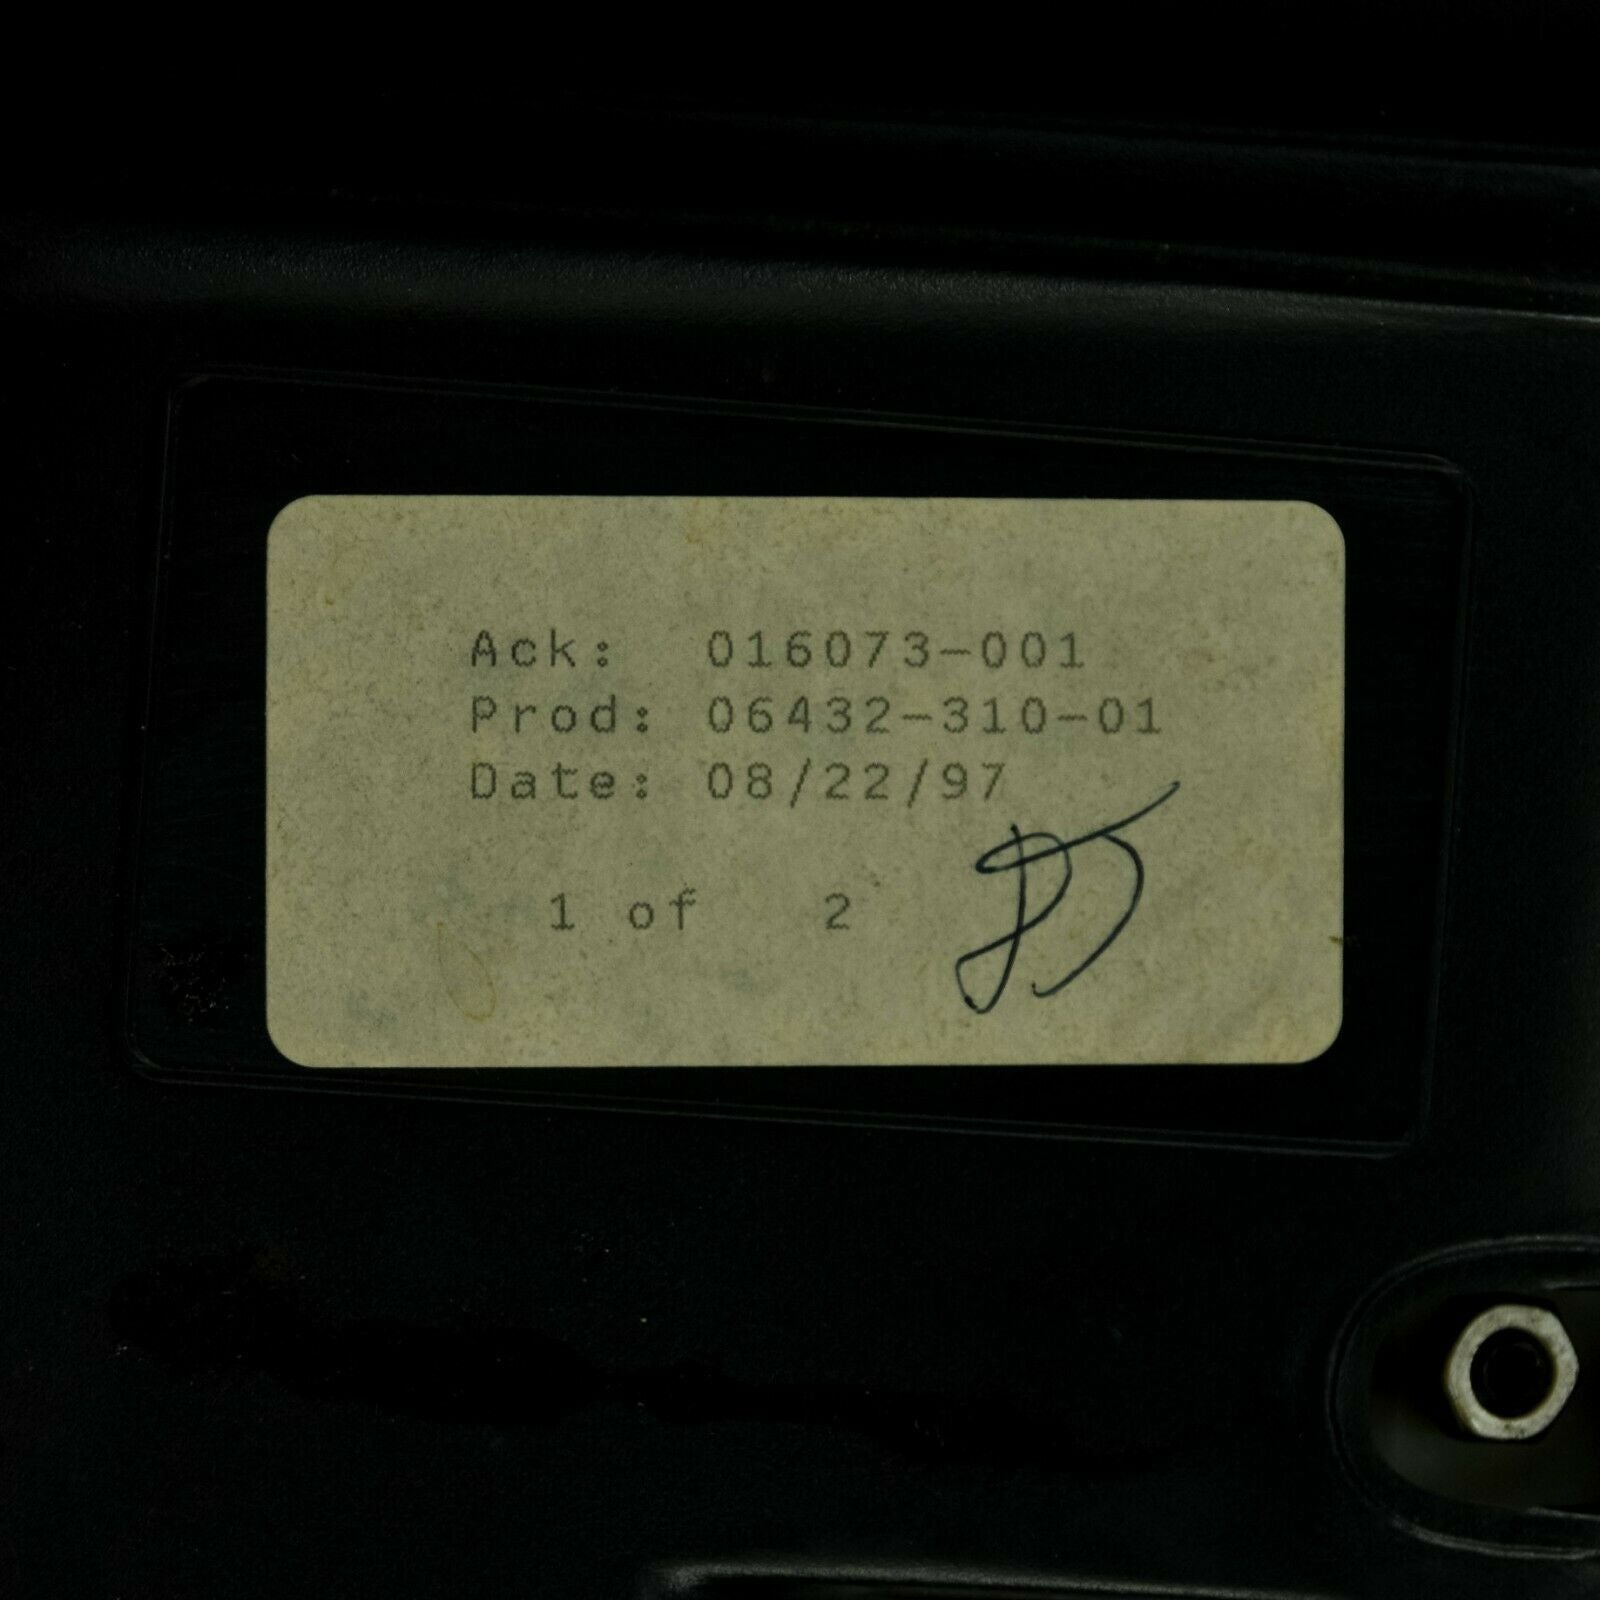 Ack: 016073-001
Prod: 06432-310-01
Date: 08/22/97
1 of 2